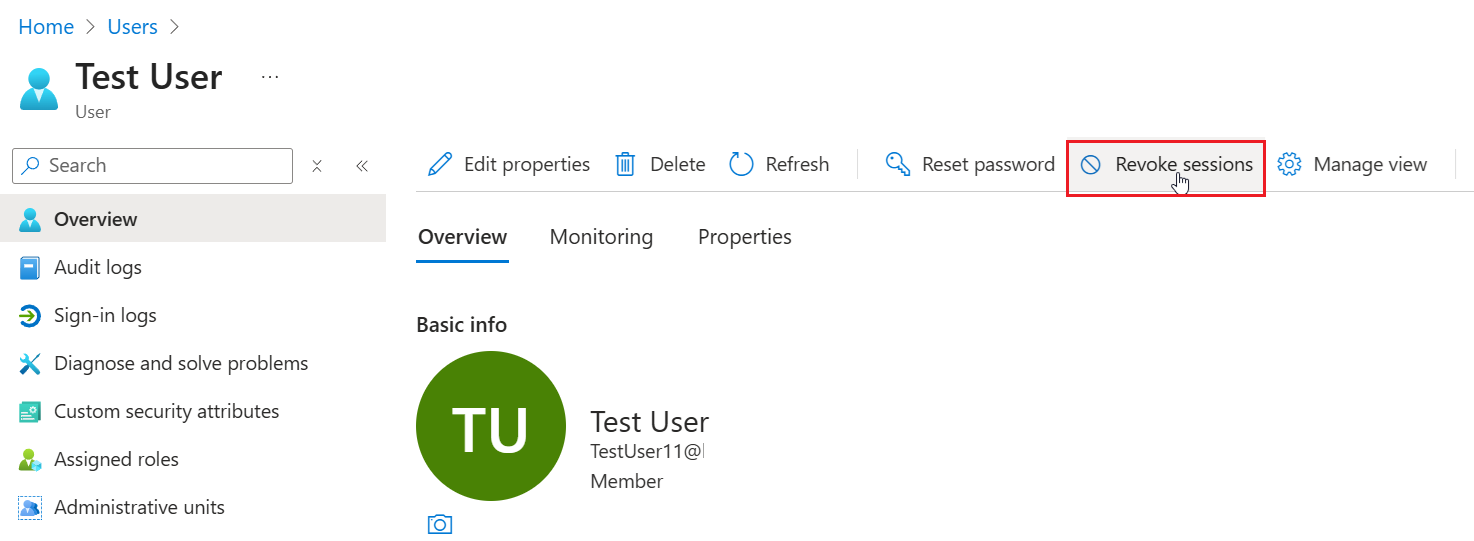 Home > Users >
Test User ...
User
Search
Edit properties Delete Refresh Reset password Revoke sessions Manage view
Overview
Audit logs
Sign-in logs
Diagnose and solve problems
Custom security attributes
Assigned roles
Administrative units
Overview Monitoring Properties
Basic info
TU
Test User
TestUser11@
Member